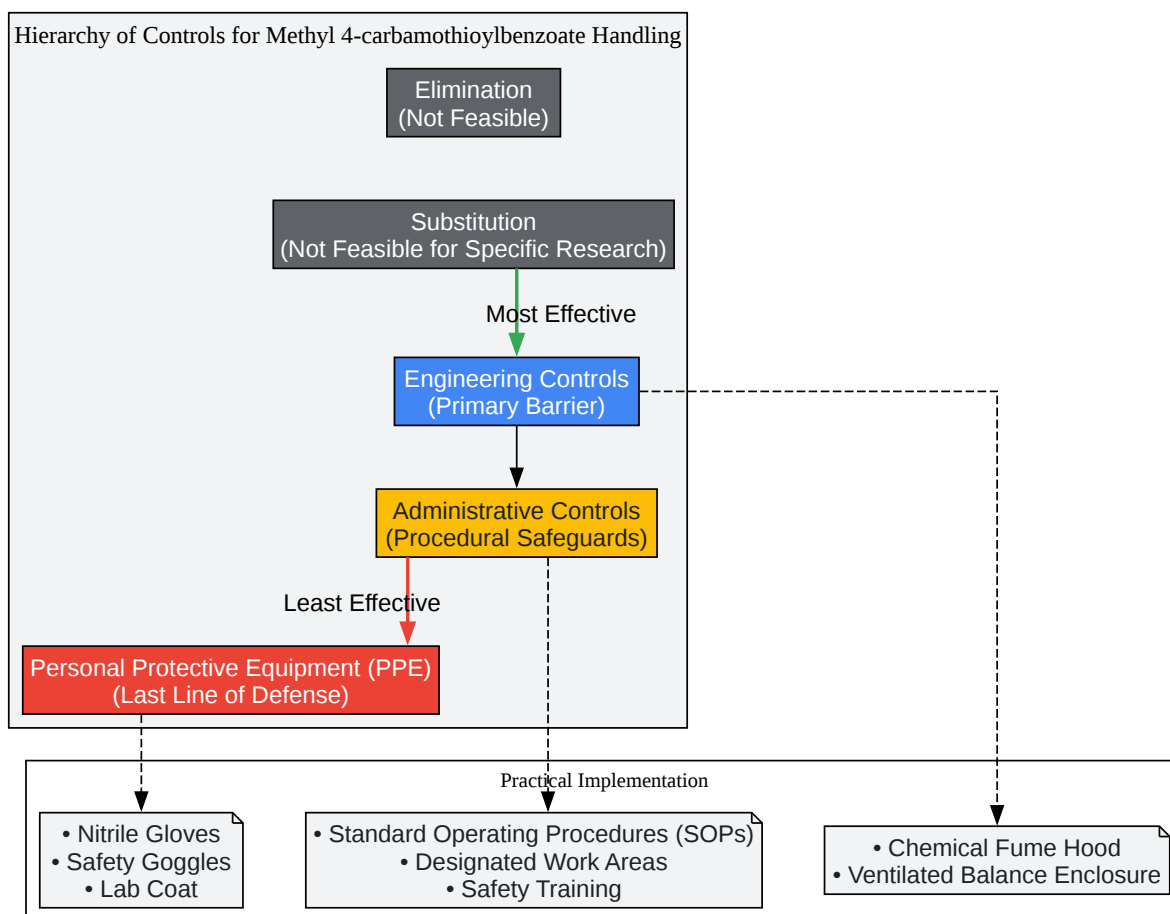 Hierarchy of Controls for Methyl 4-carbamothioylbenzoate Handling
Elimination
(Not Feasible)
Substitution
(Not Feasible for Specific Research)
Most Effective
Engineering Controls
(Primary Barrier)
Administrative Controls
(Procedural Safeguards)
Least Effective
Personal Protective Equipment (PPE)
(Last Line of Defense)
Practical Implementation
• Nitrile Gloves
• Safety Goggles
• Lab Coat
• Standard Operating Procedures (SOPs)
• Designated Work Areas
• Safety Training
• Chemical Fume Hood
• Ventilated Balance Enclosure